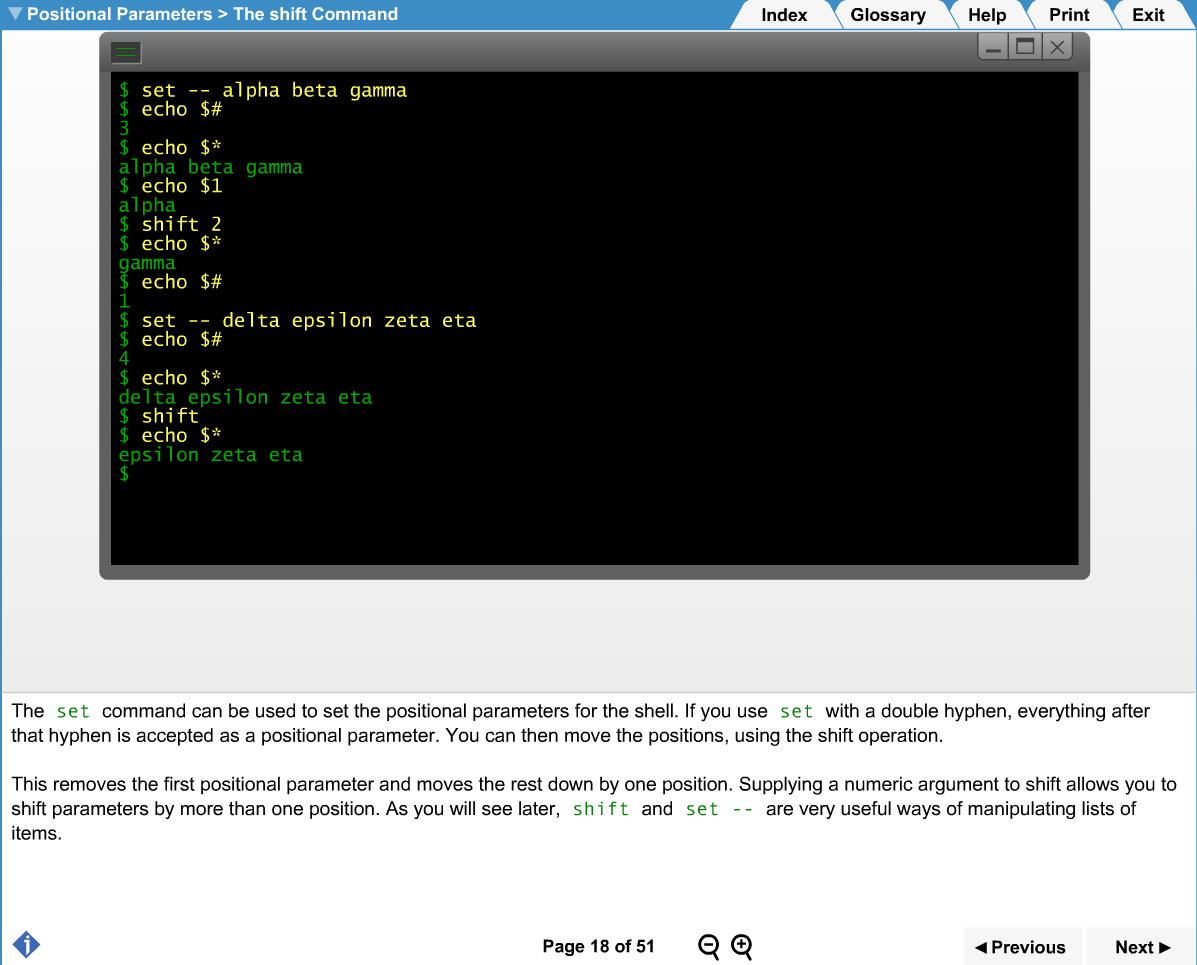 Positional Parameters > The shift Command
Index Glossary Help Print Exit
$ set -- alpha beta gamma
$ echo $#
3
$ echo $*
alpha beta gamma
$ echo $1
alpha
$ shift 2
$ echo $*
gamma
$ echo $#
1
$ set -- delta epsilon zeta eta
$ echo $#
4
$ echo $*
delta epsilon zeta eta
$ shift
$ echo $*
epsilon zeta eta
$
The set command can be used to set the positional parameters for the shell. If you use set with a double hyphen, everything after
that hyphen is accepted as a positional parameter. You can then move the positions, using the shift operation.
This removes the first positional parameter and moves the rest down by one position. Supplying a numeric argument to shift allows you to
shift parameters by more than one position. As you will see later, shift and set -- are very useful ways of manipulating lists of
items.
i Page 18 of 51 ◀ Previous Next ▶